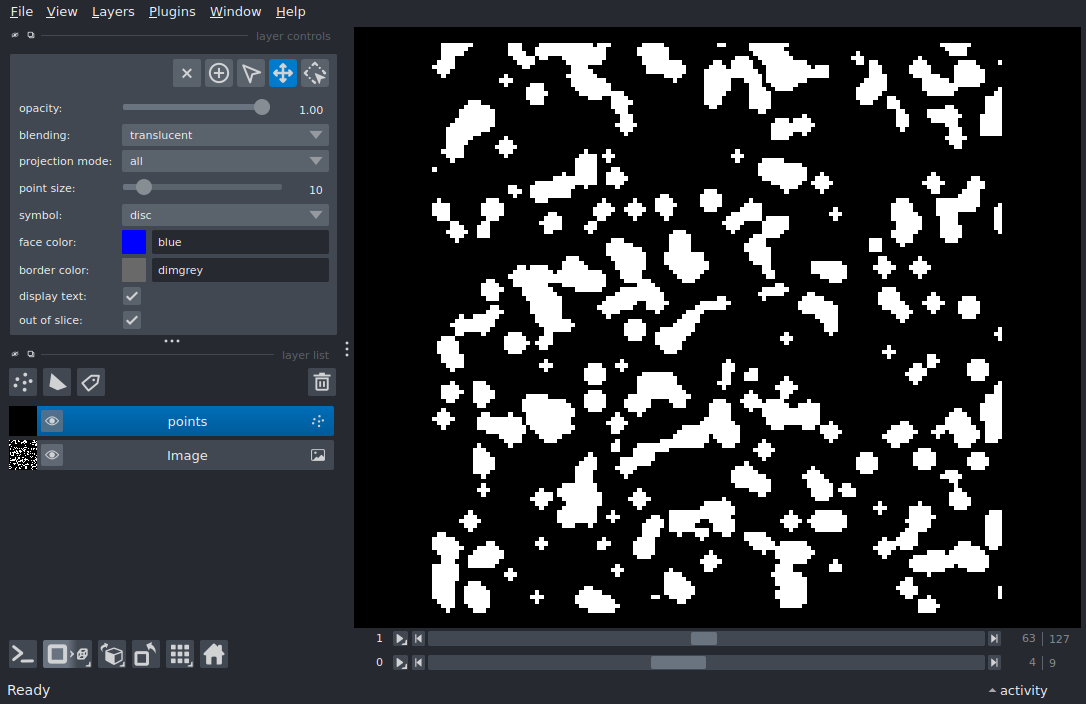 File View Layers Plugins Window Help
layer controls
opacity: 1.00
blending: translucent
projection mode: all
point size: 10
symbol: disc
face color: blue
border color: dimgrey
display text:
out of slice:
layer list
points
Image
1 63 127
0 4 9
Ready activity